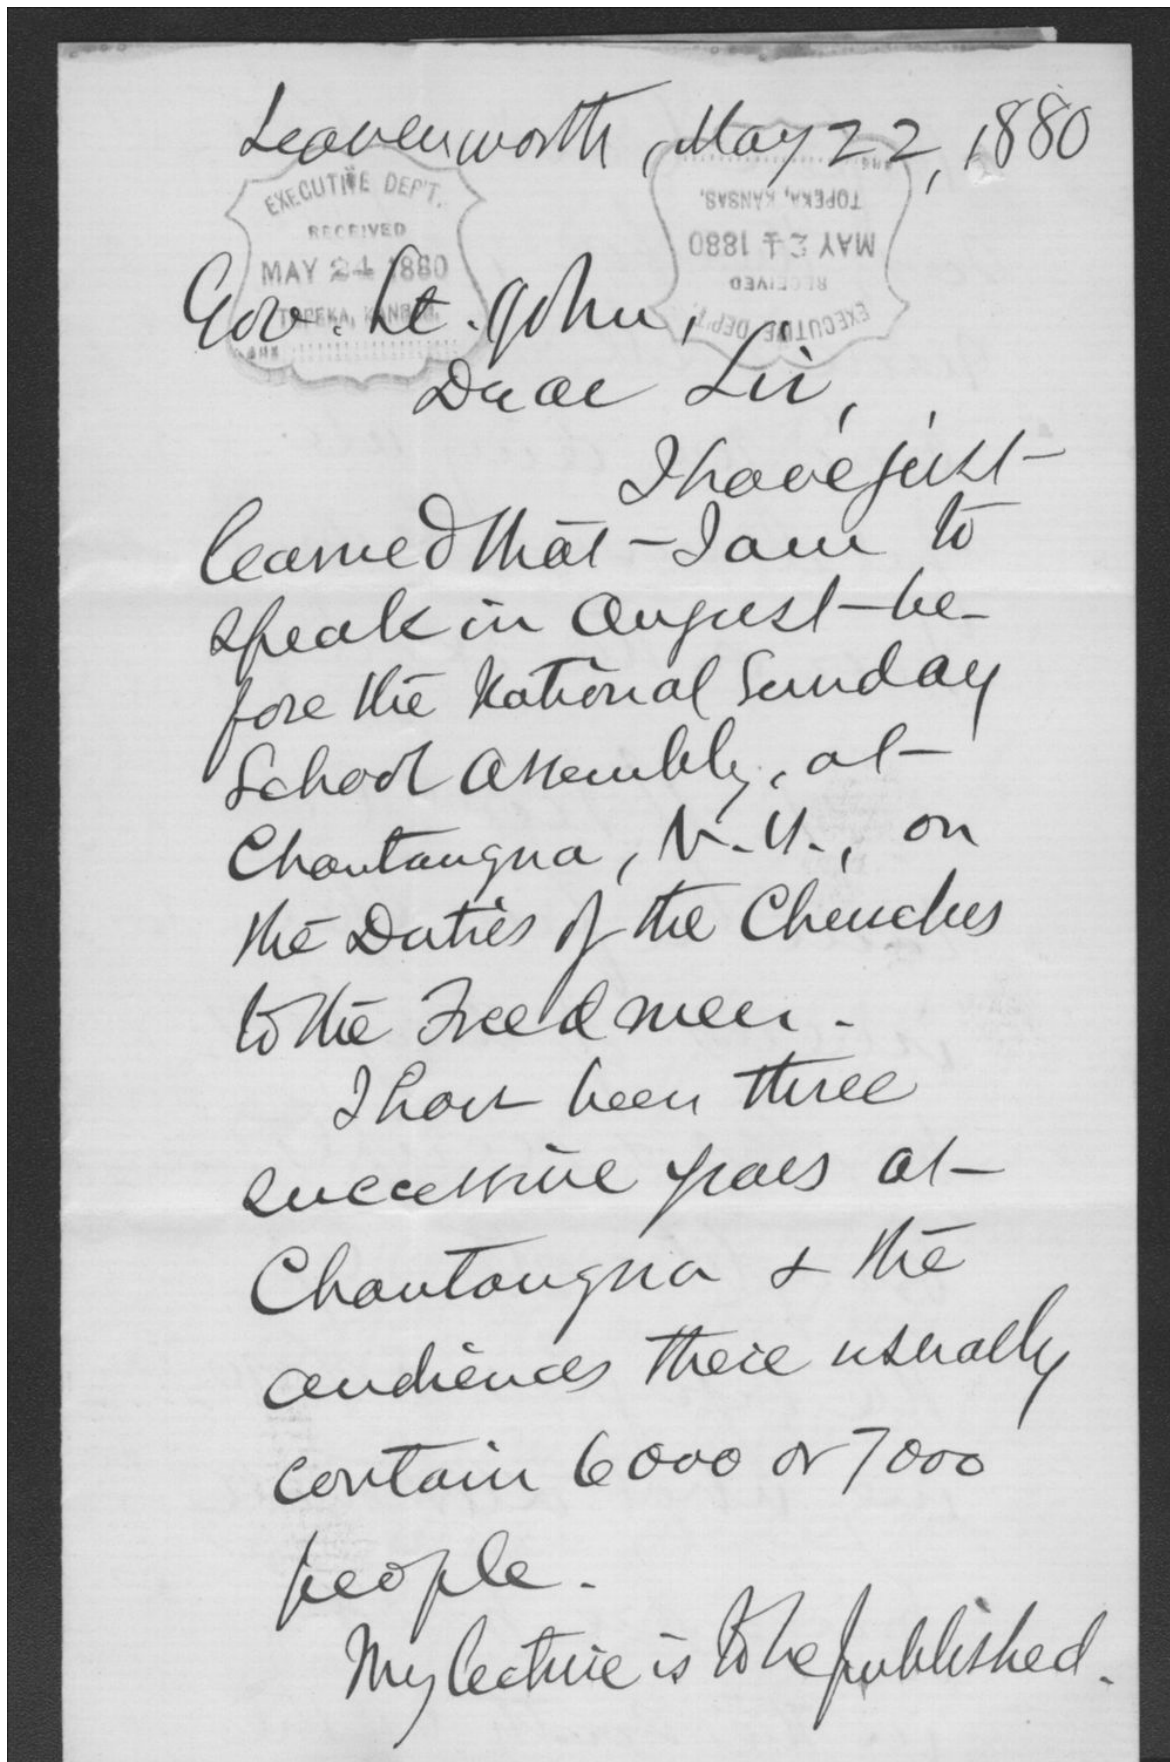 Leavenworth, May 22, 1880
EXECUTIVE DEP'T.
RECEIVED
MAY 24 1880
TOPEKA, KANSAS.
EXECUTIVE DEP'T.
RECEIVED
MAY 24 1880
TOPEKA, KANSAS.
Gov. St. John,
Dear Sir,
I have just
learned that I am to
speak in August be-
fore the National Sunday
School Assembly, at
Chautauqua, N.Y., on
the Duties of the Churches
to the Freedmen.
I have been three
successive years at
Chautauqua & the
audiences there usually
contain 6000 or 7000
people.
My lecture is to be published.